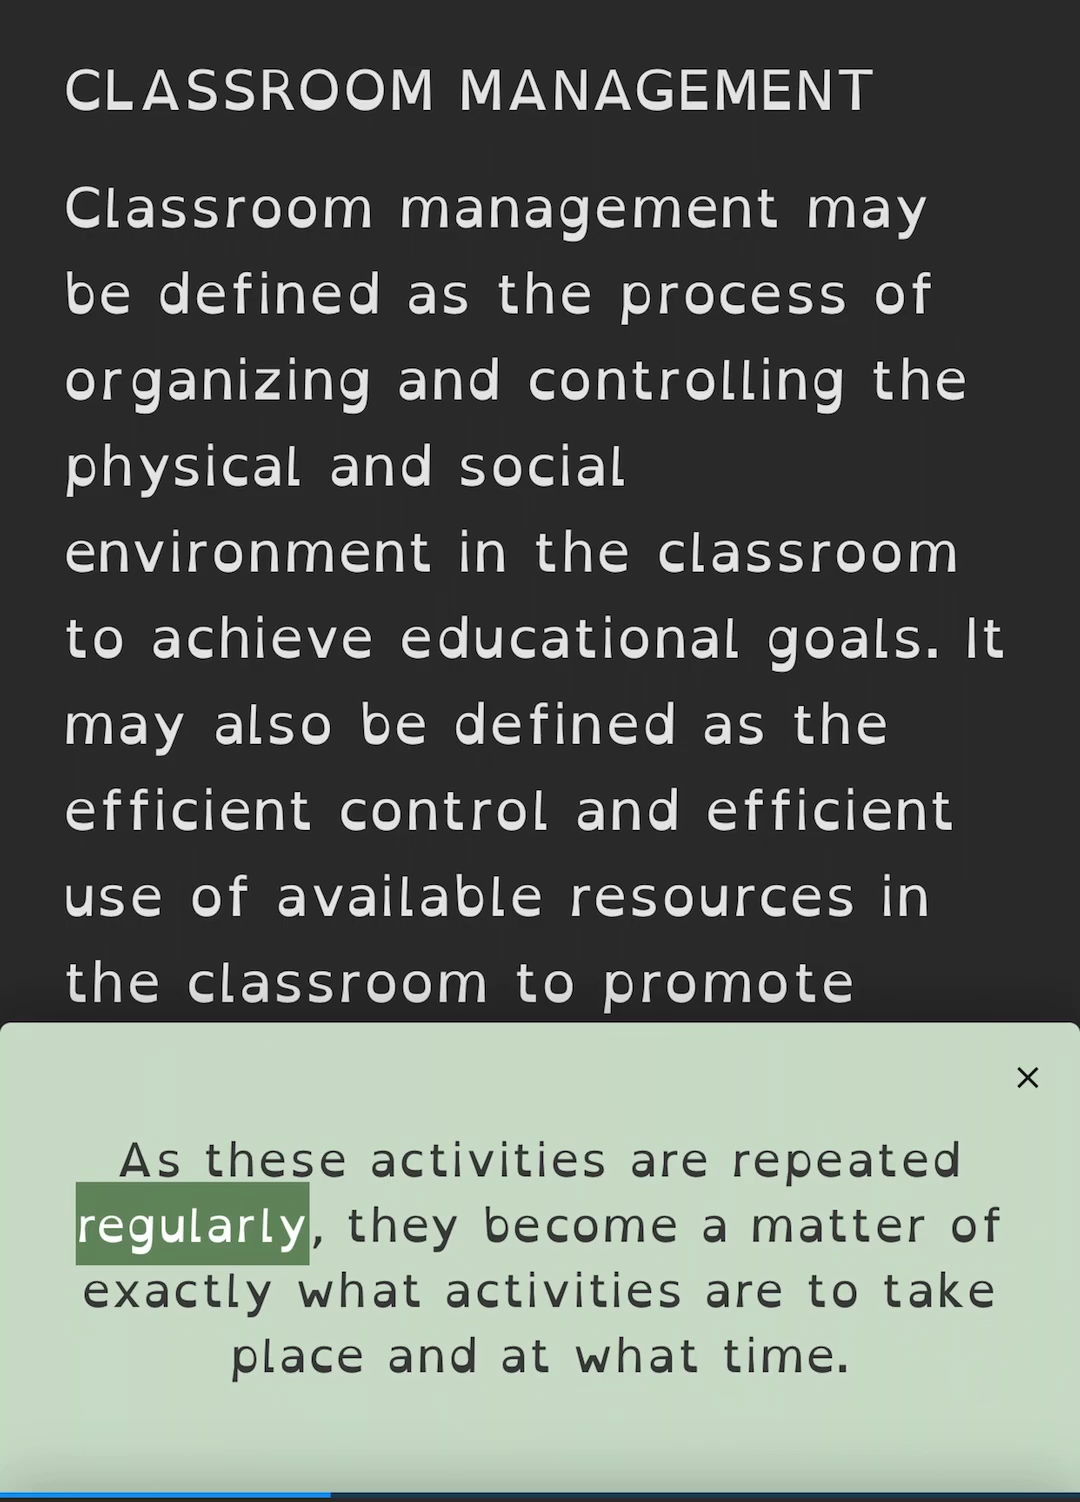 CLASSROOM MANAGEMENT
Classroom management may
be defined as the process of
organizing and controlling the
physical and social
environment in the classroom
to achieve educational goals. It
may also be defined as the
efficient control and efficient
use of available resources in
the classroom to promote
As these activities are repeated
regularly, they become a matter of
exactly what activities are to take
place and at what time.